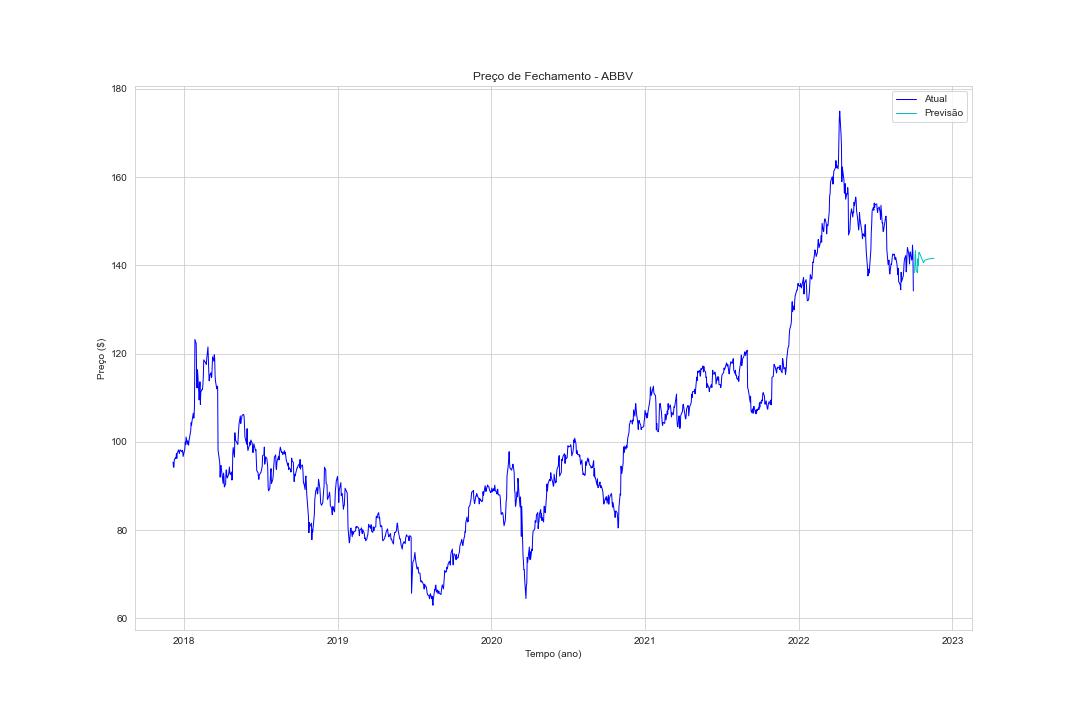 Preço de Fechamento - ABBV
180
Atual
Previsão
160
140
120
Preço ($)
100
80
60
2018 2019 2020 2021 2022 2023
Tempo (ano)